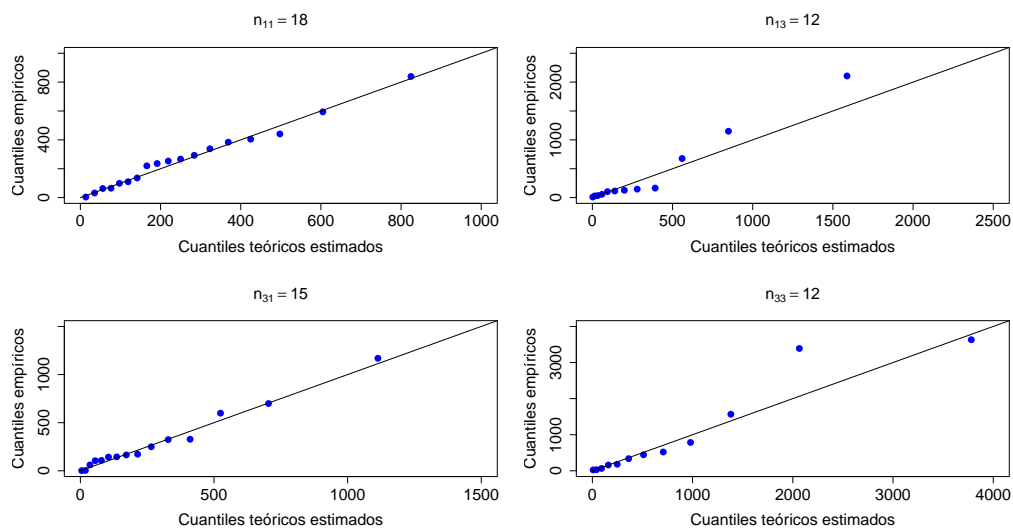 n₁₁ = 18
Cuantiles empíricos
0 400 800
0 200 400 600 800 1000
Cuantiles teóricos estimados
n₁₃ = 12
Cuantiles empíricos
0 1000 2000
0 500 1000 1500 2000 2500
Cuantiles teóricos estimados
n₃₁ = 15
Cuantiles empíricos
0 500 1000
0 500 1000 1500
Cuantiles teóricos estimados
n₃₃ = 12
Cuantiles empíricos
0 1000 3000
0 1000 2000 3000 4000
Cuantiles teóricos estimados